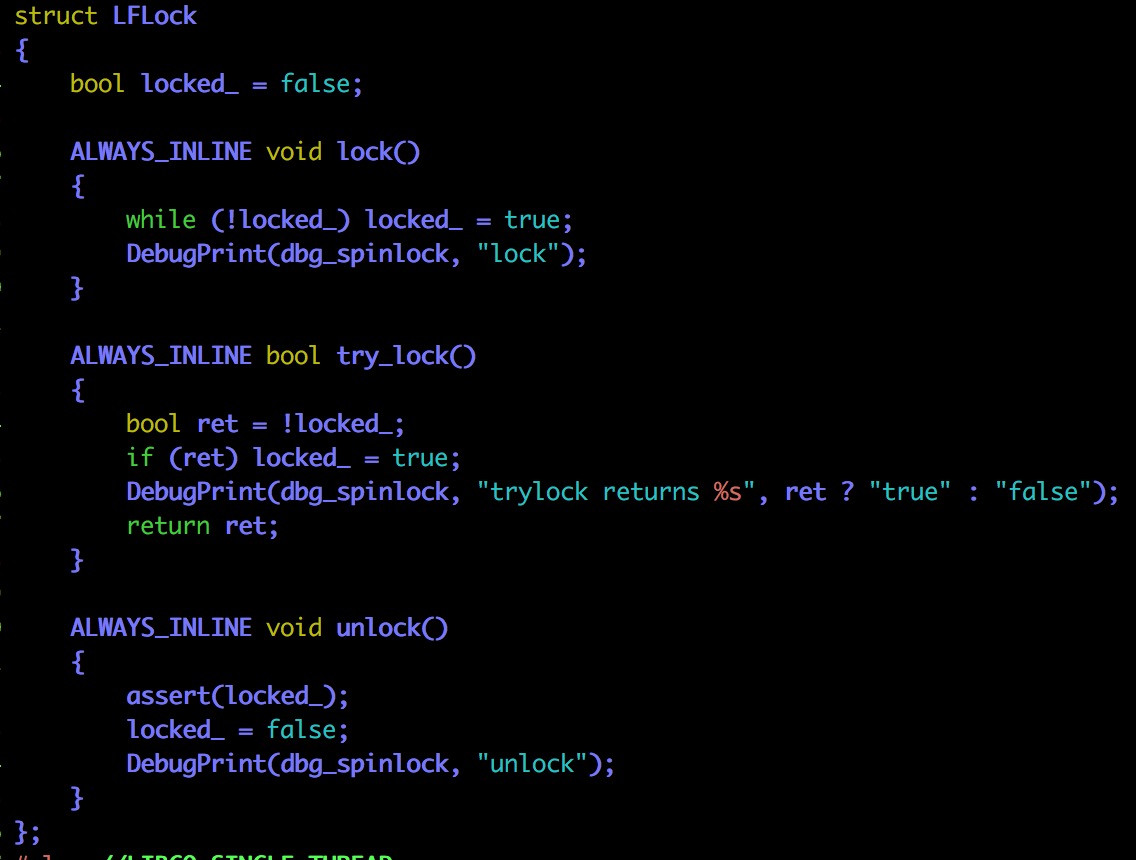 struct LFLock
{
    bool locked_ = false;
    ALWAYS_INLINE void lock()
    {
        while (!locked_) locked_ = true;
        DebugPrint(dbg_spinlock, "lock");
    }
    ALWAYS_INLINE bool try_lock()
    {
        bool ret = !locked_;
        if (ret) locked_ = true;
        DebugPrint(dbg_spinlock, "trylock returns %s", ret ? "true" : "false");
        return ret;
    }
    ALWAYS_INLINE void unlock()
    {
        assert(locked_);
        locked_ = false;
        DebugPrint(dbg_spinlock, "unlock");
    }
};